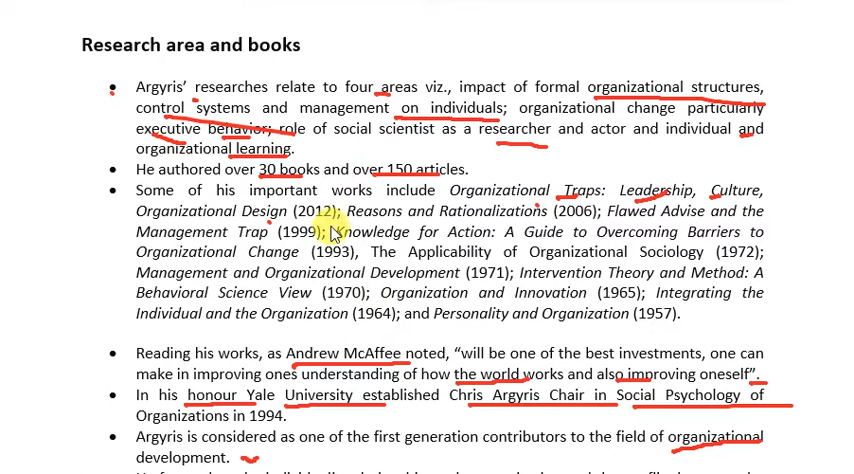 Research area and books
• Argyris’ researches relate to four areas viz., impact of formal organizational structures,
control systems and management on individuals; organizational change particularly
executive behavior; role of social scientist as a researcher and actor and individual and
organizational learning.
• He authored over 30 books and over 150 articles.
• Some of his important works include Organizational Traps: Leadership, Culture,
Organizational Design (2012); Reasons and Rationalizations (2006); Flawed Advise and the
Management Trap (1999); Knowledge for Action: A Guide to Overcoming Barriers to
Organizational Change (1993), The Applicability of Organizational Sociology (1972);
Management and Organizational Development (1971); Intervention Theory and Method: A
Behavioral Science View (1970); Organization and Innovation (1965); Integrating the
Individual and the Organization (1964); and Personality and Organization (1957).
• Reading his works, as Andrew McAffee noted, “will be one of the best investments, one can
make in improving ones understanding of how the world works and also improving oneself”.
• In his honour Yale University established Chris Argyris Chair in Social Psychology of
Organizations in 1994.
• Argyris is considered as one of the first generation contributors to the field of organizational
development.